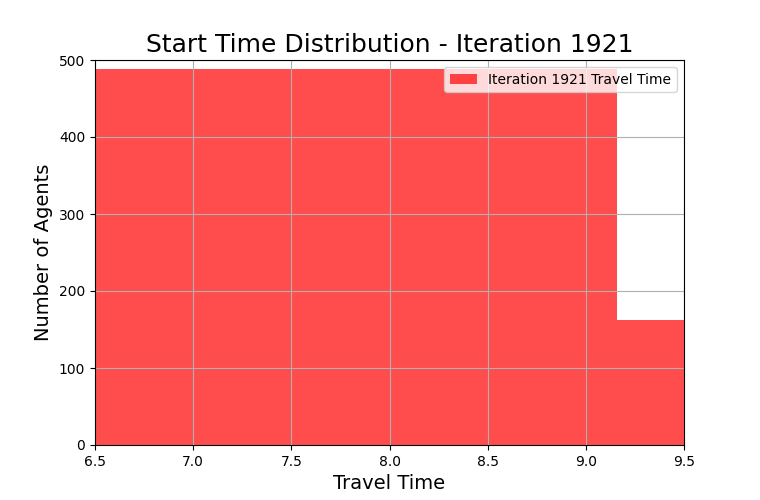 Start Time Distribution - Iteration 1921
Iteration 1921 Travel Time
Number of Agents
500
400
300
200
100
0
6.5 7.0 7.5 8.0 8.5 9.0 9.5
Travel Time